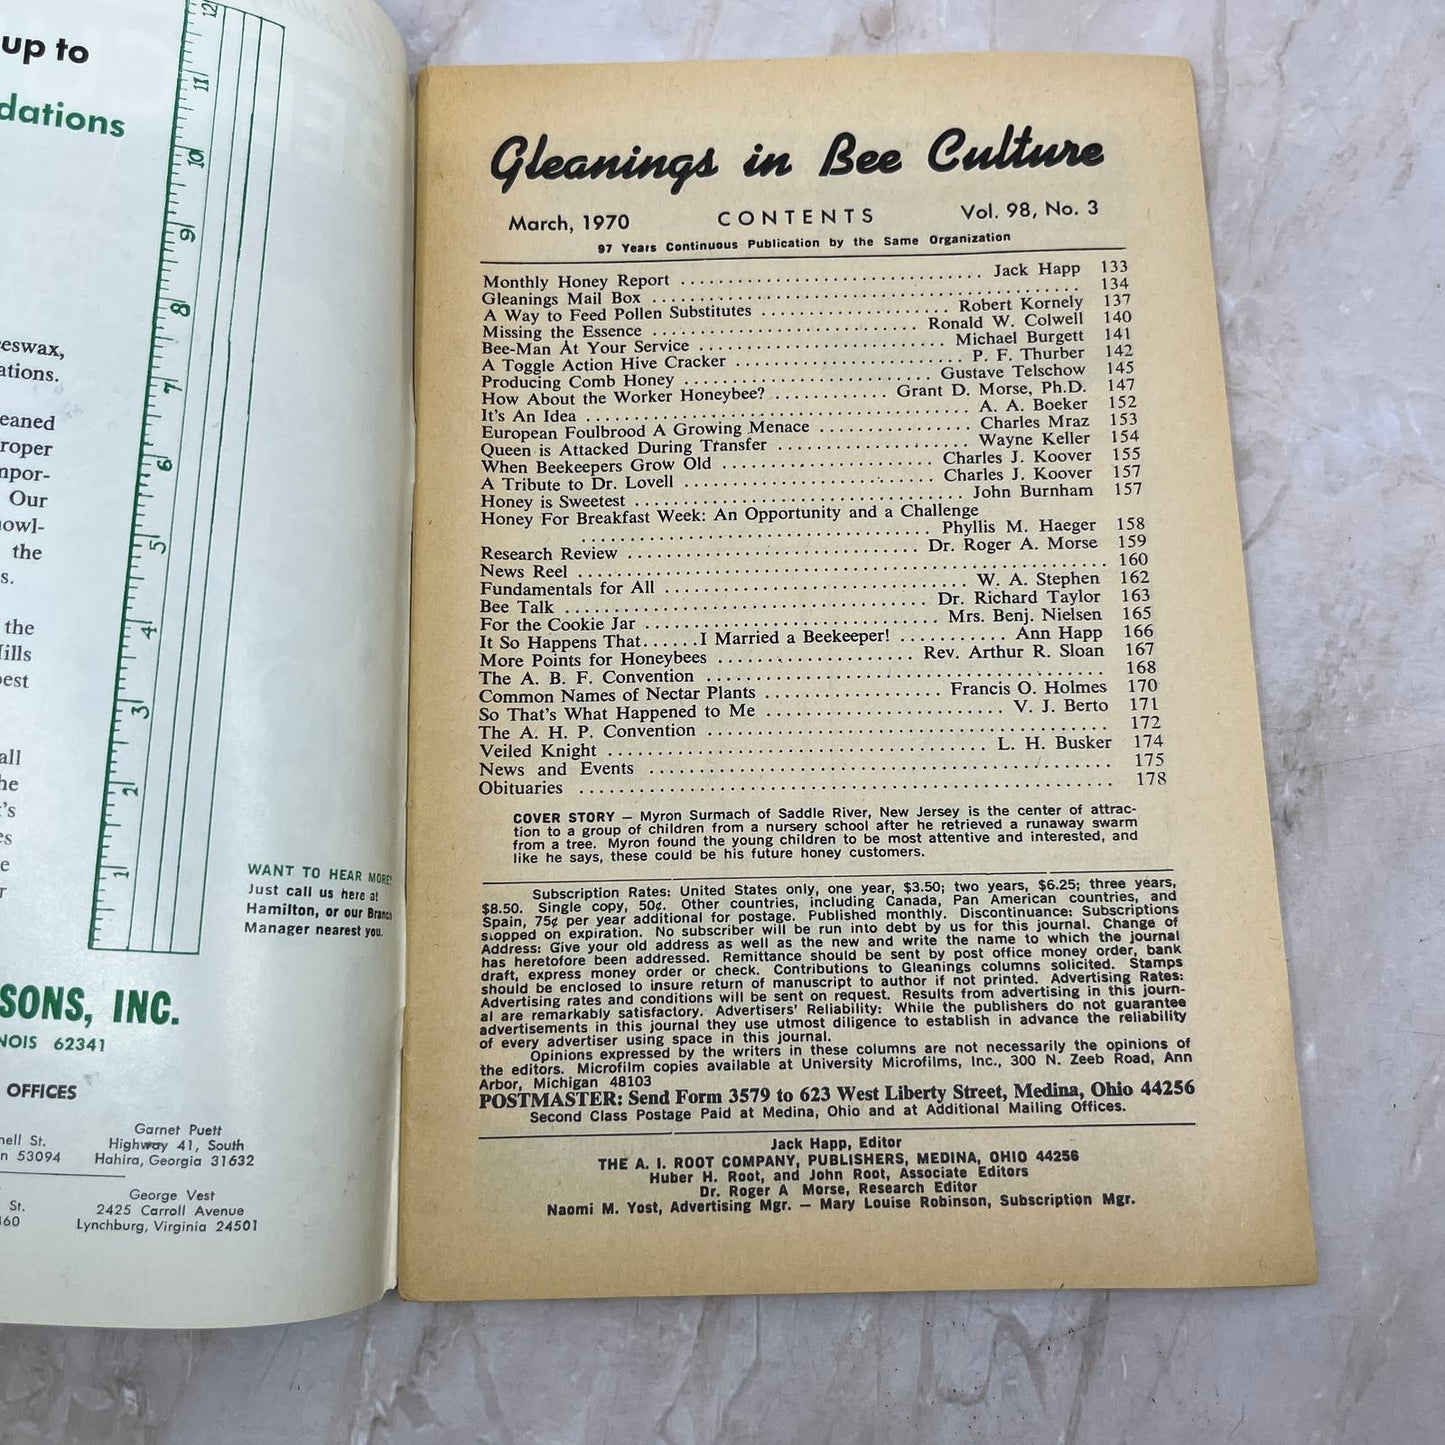 up to
dations
eeswax,
ations.
eaned
roper
mpor-
Our
nowl-
the
s.
the
ills
best
all
he
's
es
e
r
12
11
10
9
8
7
6
5
4
3
2
1
WANT TO HEAR MORE?
Just call us here at
Hamilton, or our Branch
Manager nearest you.
SONS, INC.
NOIS 62341
OFFICES
nell St.
n 53094
Garnet Puett
Highway 41, South
Hahira, Georgia 31632
St.
460
George Vest
2425 Carroll Avenue
Lynchburg, Virginia 24501
Gleanings in Bee Culture
March, 1970 CONTENTS Vol. 98, No. 3
97 Years Continuous Publication by the Same Organization
Monthly Honey Report ........ Jack Happ 133
Gleanings Mail Box ........ 134
A Way to Feed Pollen Substitutes ........ Robert Kornely 137
Missing the Essence ........ Ronald W. Colwell 140
Bee-Man At Your Service ........ Michael Burgett 141
A Toggle Action Hive Cracker ........ P. F. Thurber 142
Producing Comb Honey ........ Gustave Telschow 145
How About the Worker Honeybee? ........ Grant D. Morse, Ph.D. 147
It's An Idea ........ A. A. Boeker 152
European Foulbrood A Growing Menace ........ Charles Mraz 153
Queen is Attacked During Transfer ........ Wayne Keller 154
When Beekeepers Grow Old ........ Charles J. Koover 155
A Tribute to Dr. Lovell ........ Charles J. Koover 157
Honey is Sweetest ........ John Burnham 157
Honey For Breakfast Week: An Opportunity and a Challenge
........ Phyllis M. Haeger 158
Research Review ........ Dr. Roger A. Morse 159
News Reel ........ 160
Fundamentals for All ........ W. A. Stephen 162
Bee Talk ........ Dr. Richard Taylor 163
For the Cookie Jar ........ Mrs. Benj. Nielsen 165
It So Happens That......I Married a Beekeeper! ........ Ann Happ 166
More Points for Honeybees ........ Rev. Arthur R. Sloan 167
The A. B. F. Convention ........ 168
Common Names of Nectar Plants ........ Francis O. Holmes 170
So That's What Happened to Me ........ V. J. Berto 171
The A. H. P. Convention ........ 172
Veiled Knight ........ L. H. Busker 174
News and Events ........ 175
Obituaries ........ 178
COVER STORY — Myron Surmach of Saddle River, New Jersey is the center of attrac-
tion to a group of children from a nursery school after he retrieved a runaway swarm
from a tree. Myron found the young children to be most attentive and interested, and
like he says, these could be his future honey customers.
Subscription Rates: United States only, one year, $3.50; two years, $6.25; three years,
$8.50. Single copy, 50¢. Other countries, including Canada, Pan American countries, and
Spain, 75¢ per year additional for postage. Published monthly. Discontinuance: Subscriptions
stopped on expiration. No subscriber will be run into debt by us for this journal. Change of
Address: Give your old address as well as the new and write the name to which the journal
has heretofore been addressed. Remittance should be sent by post office money order, bank
draft, express money order or check. Contributions to Gleanings columns solicited. Stamps
should be enclosed to insure return of manuscript to author if not printed. Advertising Rates:
Advertising rates and conditions will be sent on request. Results from advertising in this journ-
al are remarkably satisfactory. Advertisers' Reliability: While the publishers do not guarantee
advertisements in this journal they use utmost diligence to establish in advance the reliability
of every advertiser using space in this journal.
Opinions expressed by the writers in these columns are not necessarily the opinions of
the editors. Microfilm copies available at University Microfilms, Inc., 300 N. Zeeb Road, Ann
Arbor, Michigan 48103
POSTMASTER: Send Form 3579 to 623 West Liberty Street, Medina, Ohio 44256
Second Class Postage Paid at Medina, Ohio and at Additional Mailing Offices.
Jack Happ, Editor
THE A. I. ROOT COMPANY, PUBLISHERS, MEDINA, OHIO 44256
Huber H. Root, and John Root, Associate Editors
Dr. Roger A Morse, Research Editor
Naomi M. Yost, Advertising Mgr. — Mary Louise Robinson, Subscription Mgr.